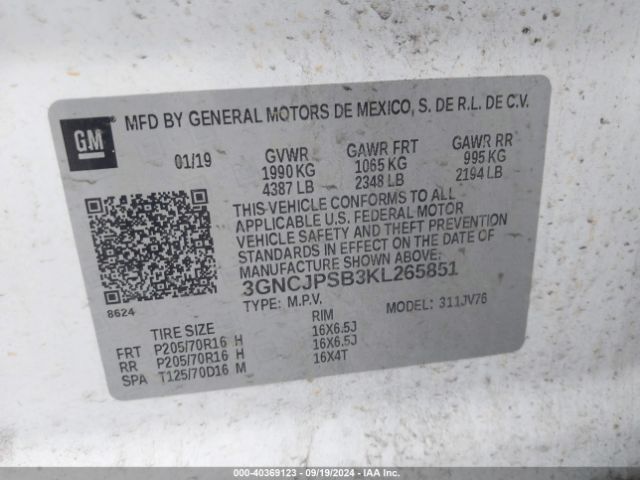 GM
MFD BY GENERAL MOTORS DE MEXICO, S. DE R.L. DE C.V.
01/19 GVWR GAWR FRT GAWR RR
1990 KG 1065 KG 995 KG
4387 LB 2348 LB 2194 LB
THIS VEHICLE CONFORMS TO ALL
APPLICABLE U.S. FEDERAL MOTOR
VEHICLE SAFETY AND THEFT PREVENTION
STANDARDS IN EFFECT ON THE DATE OF
MANUFACTURE SHOWN ABOVE:
3GNCJPSB3KL265851
8624
TYPE: M.P.V. MODEL: 311JV76
TIRE SIZE RIM
FRT P205/70R16 H 16X6.5J
RR P205/70R16 H 16X6.5J
SPA T125/70D16 M 16X4T
000-40369123 - 09/19/2024 - IAA Inc.